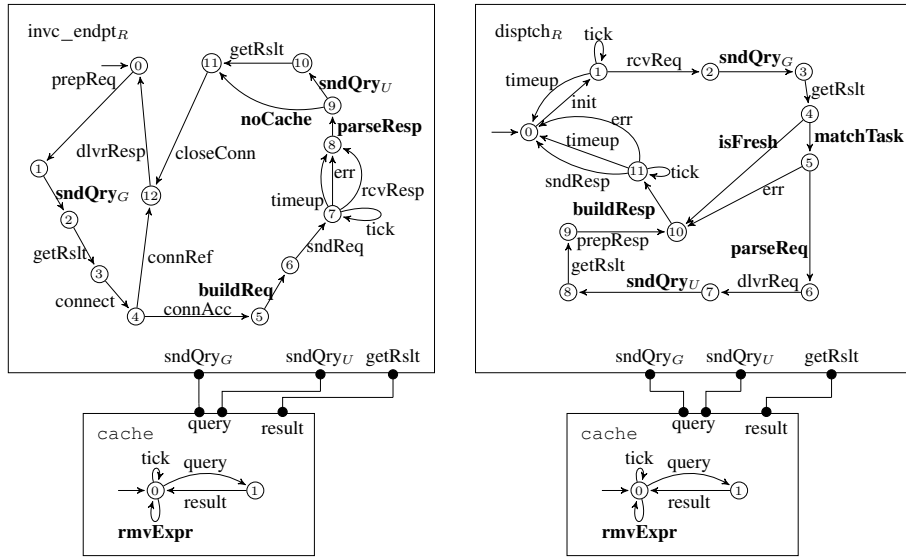 invc_endpt_R
0
prepReq
11
getRslt
10
sndQry_U
noCache
9
parseResp
8
dlvrResp
closeConn
1
sndQry_G
12
err
rcvResp
timeup
7
tick
2
getRslt
connRef
sndReq
3
6
connect
buildReq
4
connAcc
5
sndQry_G
sndQry_U
getRslt
query
result
cache
tick
query
0
1
result
rmvExpr
disptch_R
tick
1
rcvReq
2
sndQry_G
3
timeup
getRslt
init
err
4
0
timeup
isFresh
matchTask
5
sndResp
11
tick
err
buildResp
9
prepResp
10
parseReq
getRslt
8
sndQry_U
7
dlvrReq
6
sndQry_G
sndQry_U
getRslt
query
result
cache
tick
query
0
1
result
rmvExpr